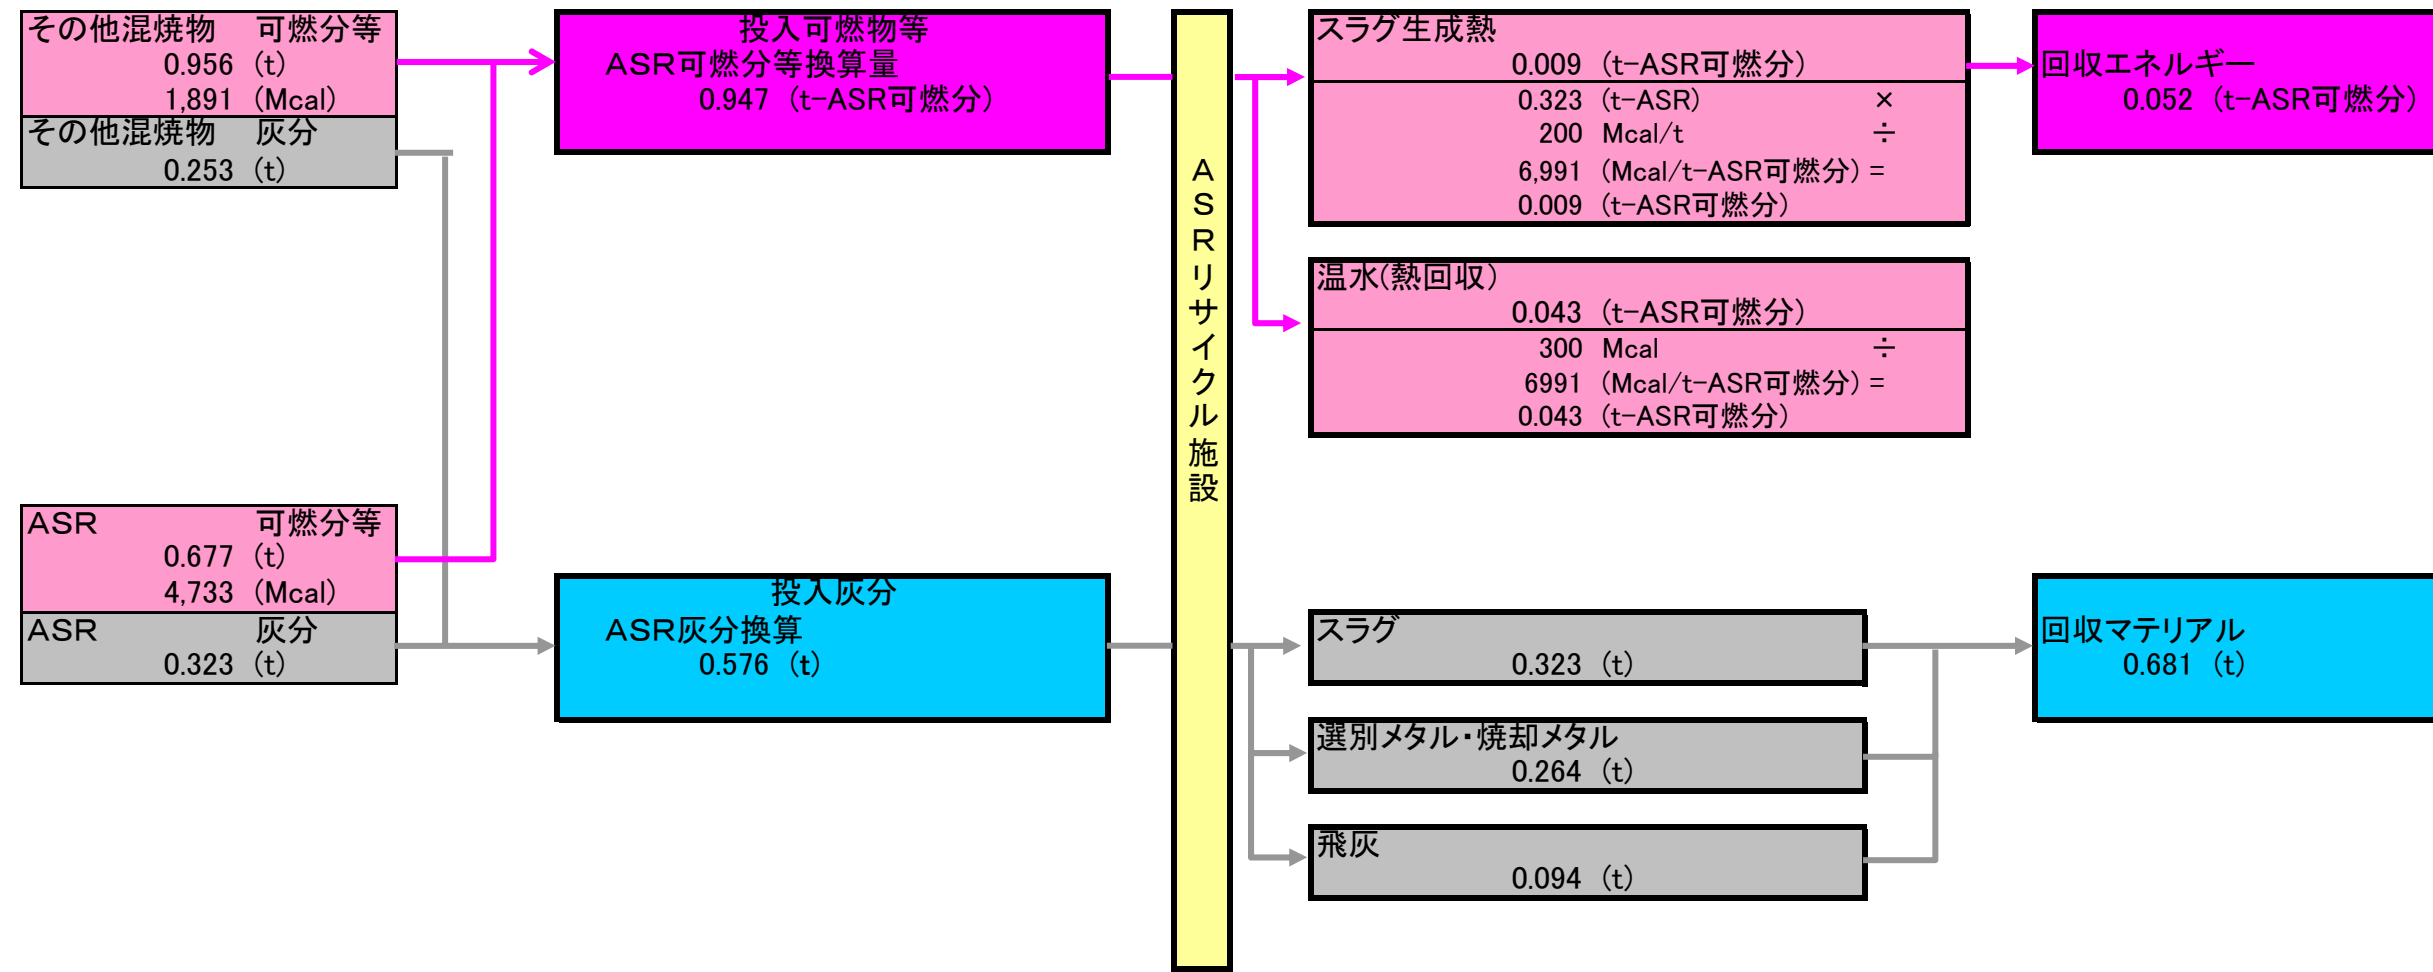 その他混焼物 可燃分等
0.956 (t)
1,891 (Mcal)
その他混焼物 灰分
0.253 (t)
ASR 可燃分等
0.677 (t)
4,733 (Mcal)
ASR 灰分
0.323 (t)
投入可燃物等
ASR可燃分等換算量
0.947 (t-ASR可燃分)
投入灰分
ASR灰分換算
0.576 (t)
ASRリサイクル施設
スラグ生成熱
0.009 (t-ASR可燃分)
0.323 (t-ASR) ×
200 Mcal/t ÷
6,991 (Mcal/t-ASR可燃分) =
0.009 (t-ASR可燃分)
温水(熱回収)
0.043 (t-ASR可燃分)
300 Mcal ÷
6991 (Mcal/t-ASR可燃分) =
0.043 (t-ASR可燃分)
スラグ
0.323 (t)
選別メタル・焼却メタル
0.264 (t)
飛灰
0.094 (t)
回収エネルギー
0.052 (t-ASR可燃分)
回収マテリアル
0.681 (t)